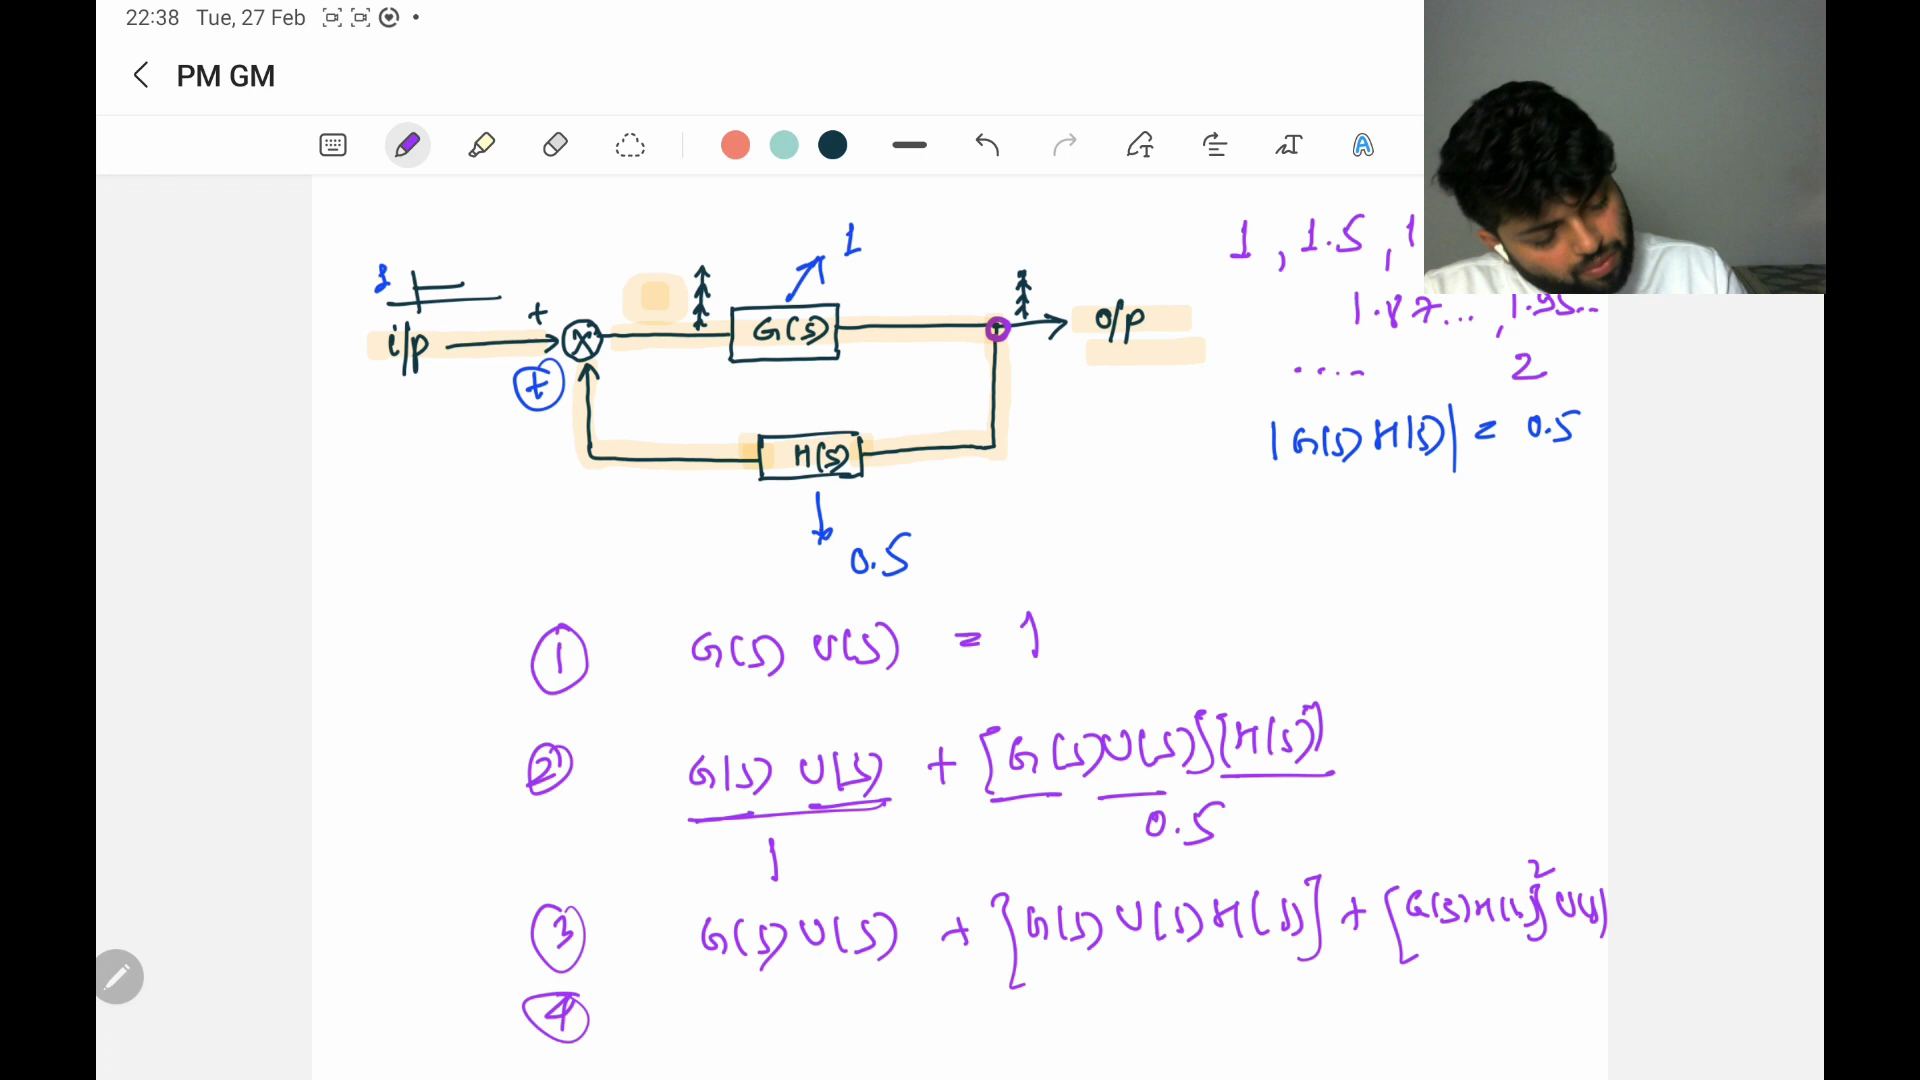 22:38 Tue, 27 Feb
PM GM
1
1 , 1.5 , 1
i/p
+
G(s)
o/p
1.87... , 1.95..
.... 2
+
|G(s) H(s)| = 0.5
H(s)
0.5
① G(s) U(s) = 1
② G(s) U(s) + [G(s)U(s)][H(s)]
1
0.5
③ G(s)U(s) + [G(s) U(s) H(s)] + [G(s)H(s)]² U(s)
④